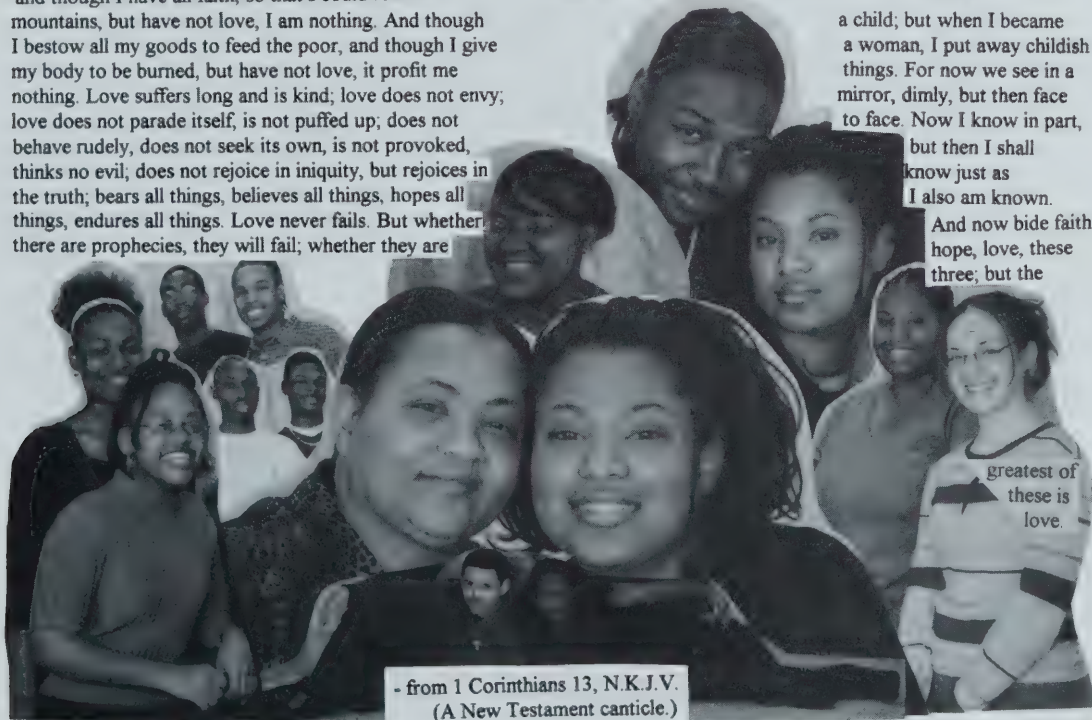 mountains, but have not love, I am nothing. And though
I bestow all my goods to feed the poor, and though I give
my body to be burned, but have not love, it profit me
nothing. Love suffers long and is kind; love does not envy;
love does not parade itself, is not puffed up; does not
behave rudely, does not seek its own, is not provoked,
thinks no evil; does not rejoice in iniquity, but rejoices in
the truth; bears all things, believes all things, hopes all
things, endures all things. Love never fails. But whether
there are prophecies, they will fail; whether they are
a child; but when I became
a woman, I put away childish
things. For now we see in a
mirror, dimly, but then face
to face. Now I know in part,
but then I shall
know just as
I also am known.
And now bide faith
hope, love, these
three; but the
greatest of
these is
love.
- from 1 Corinthians 13, N.K.J.V.
(A New Testament canticle.)